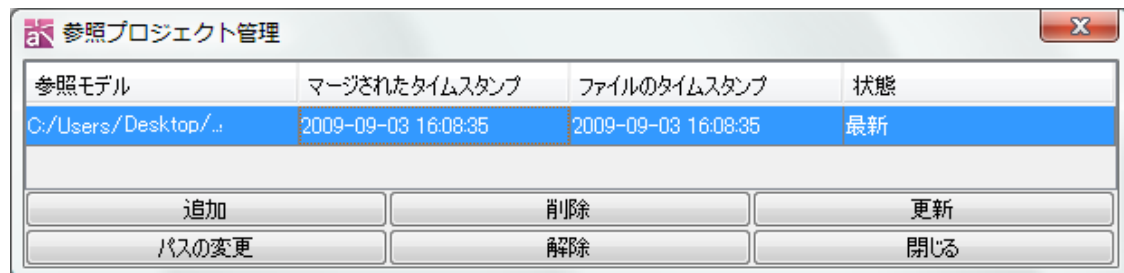 参照プロジェクト管理
参照モデル マージされたタイムスタンプ ファイルのタイムスタンプ 状態
C:/Users/Desktop/.: 2009-09-03 16:08:35 2009-09-03 16:08:35 最新
追加 削除 更新
パスの変更 解除 閉じる